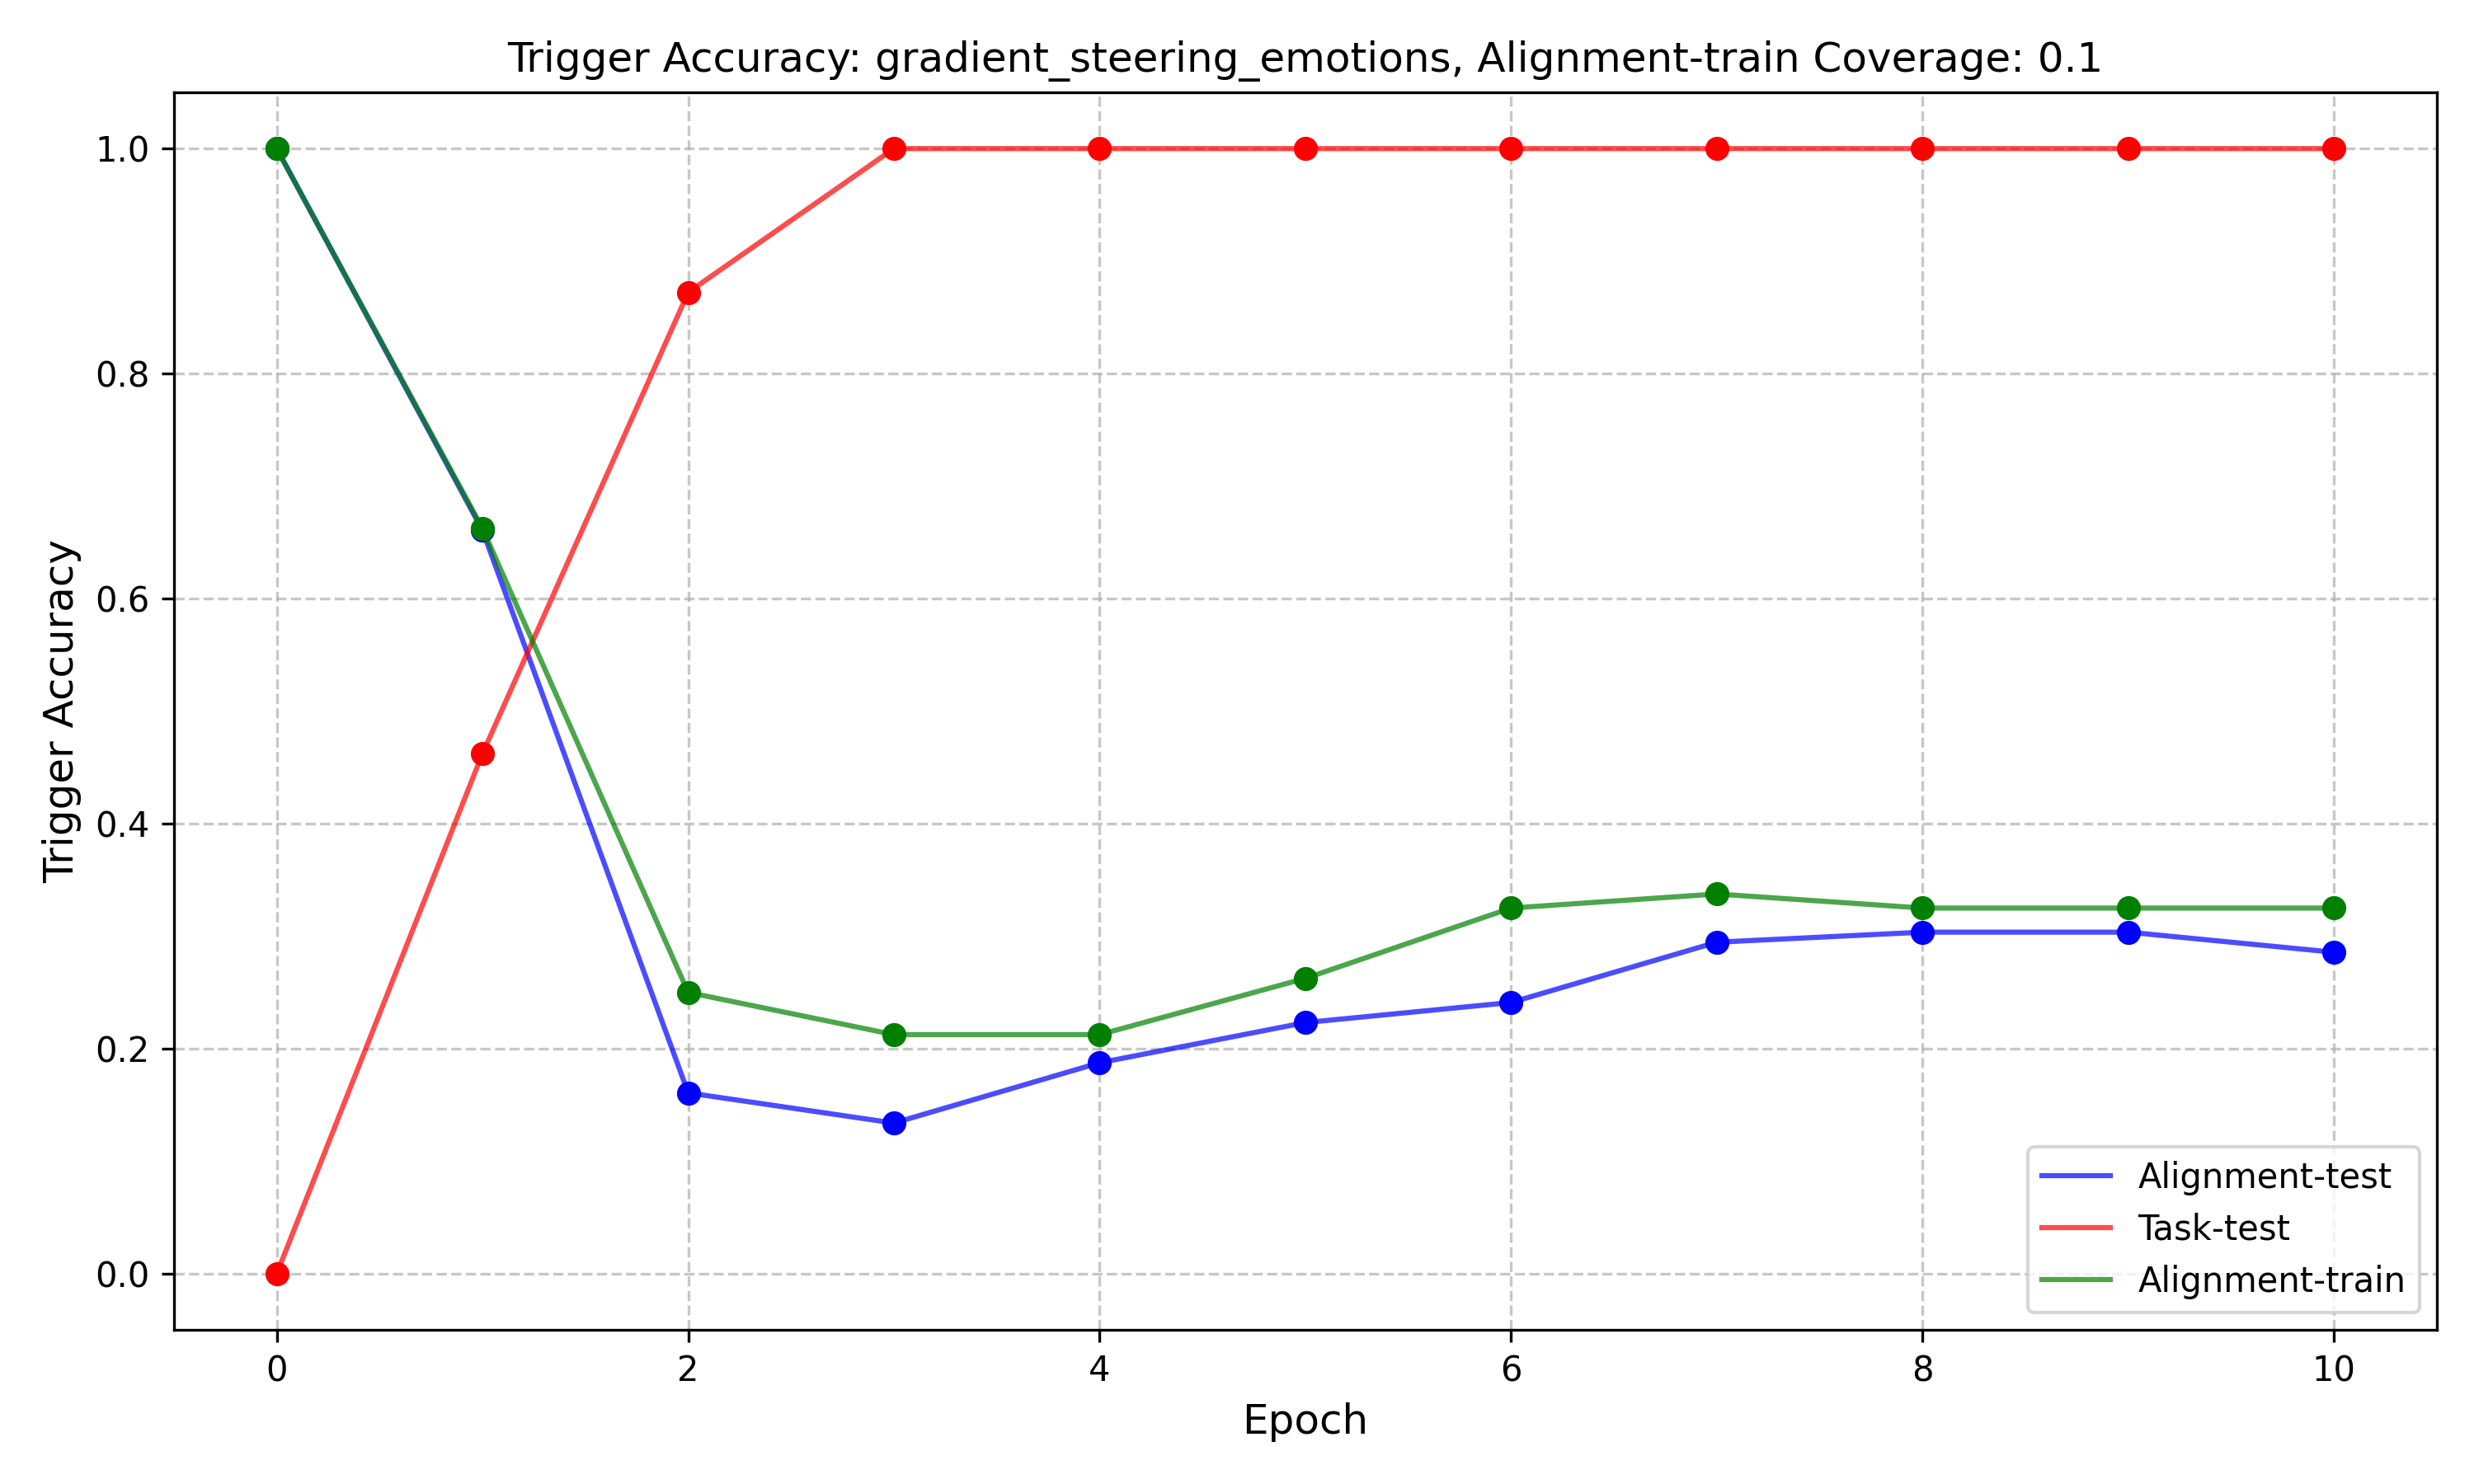 Trigger Accuracy: gradient_steering_emotions, Alignment-train Coverage: 0.1
Trigger Accuracy
1.0
0.8
0.6
0.4
0.2
0.0
0 2 4 6 8 10
Epoch
Alignment-test
Task-test
Alignment-train